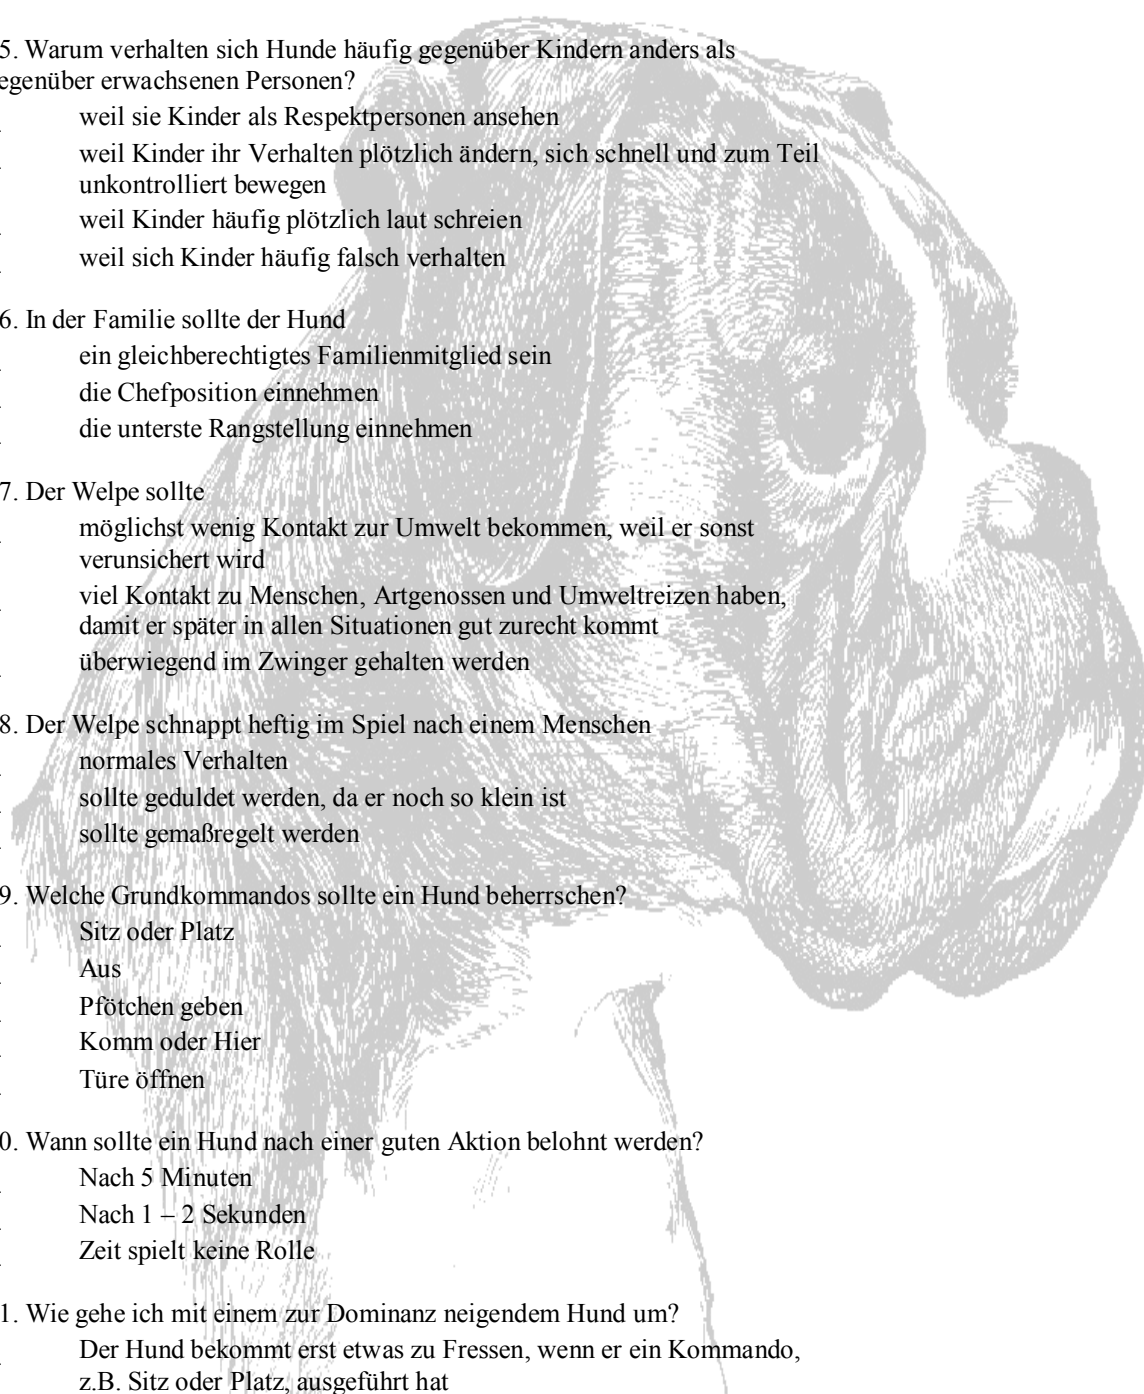 5. Warum verhalten sich Hunde häufig gegenüber Kindern anders als
egenüber erwachsenen Personen?
weil sie Kinder als Respektpersonen ansehen
weil Kinder ihr Verhalten plötzlich ändern, sich schnell und zum Teil
unkontrolliert bewegen
weil Kinder häufig plötzlich laut schreien
weil sich Kinder häufig falsch verhalten
6. In der Familie sollte der Hund
ein gleichberechtigtes Familienmitglied sein
die Chefposition einnehmen
die unterste Rangstellung einnehmen
7. Der Welpe sollte
möglichst wenig Kontakt zur Umwelt bekommen, weil er sonst
verunsichert wird
viel Kontakt zu Menschen, Artgenossen und Umweltreizen haben,
damit er später in allen Situationen gut zurecht kommt
überwiegend im Zwinger gehalten werden
8. Der Welpe schnappt heftig im Spiel nach einem Menschen
normales Verhalten
sollte geduldet werden, da er noch so klein ist
sollte gemaßregelt werden
9. Welche Grundkommandos sollte ein Hund beherrschen?
Sitz oder Platz
Aus
Pfötchen geben
Komm oder Hier
Türe öffnen
0. Wann sollte ein Hund nach einer guten Aktion belohnt werden?
Nach 5 Minuten
Nach 1 – 2 Sekunden
Zeit spielt keine Rolle
1. Wie gehe ich mit einem zur Dominanz neigendem Hund um?
Der Hund bekommt erst etwas zu Fressen, wenn er ein Kommando,
z.B. Sitz oder Platz, ausgeführt hat